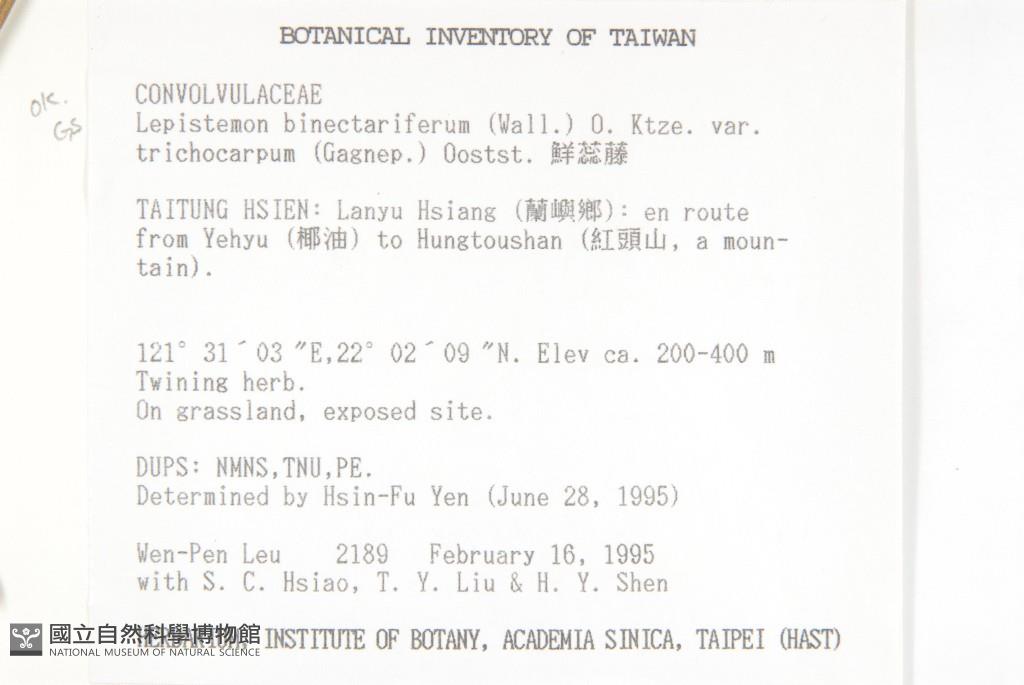 BOTANICAL INVENTORY OF TAIWAN
OK.
GS
CONVOLVULACEAE
Lepistemon binectariferum (Wall.) O. Ktze. var.
trichocarpum (Gagnep.) Ooststr. 鮮蕊藤
TAITUNG HSIEN: Lanyu Hsiang (蘭嶼鄉): en route
from Yehyu (椰油) to Hungtoushan (紅頭山, a moun-
tain).
121° 31´03 ″E,22° 02´09 ″N. Elev ca. 200-400 m
Twining herb.
On grassland, exposed site.
DUPS: NMNS,TNU,PE.
Determined by Hsin-Fu Yen (June 28, 1995)
Wen-Pen Leu 2189 February 16, 1995
with S. C. Hsiao, T. Y. Liu & H. Y. Shen
HERBARIUM, INSTITUTE OF BOTANY, ACADEMIA SINICA, TAIPEI (HAST)
國立自然科學博物館
NATIONAL MUSEUM OF NATURAL SCIENCE